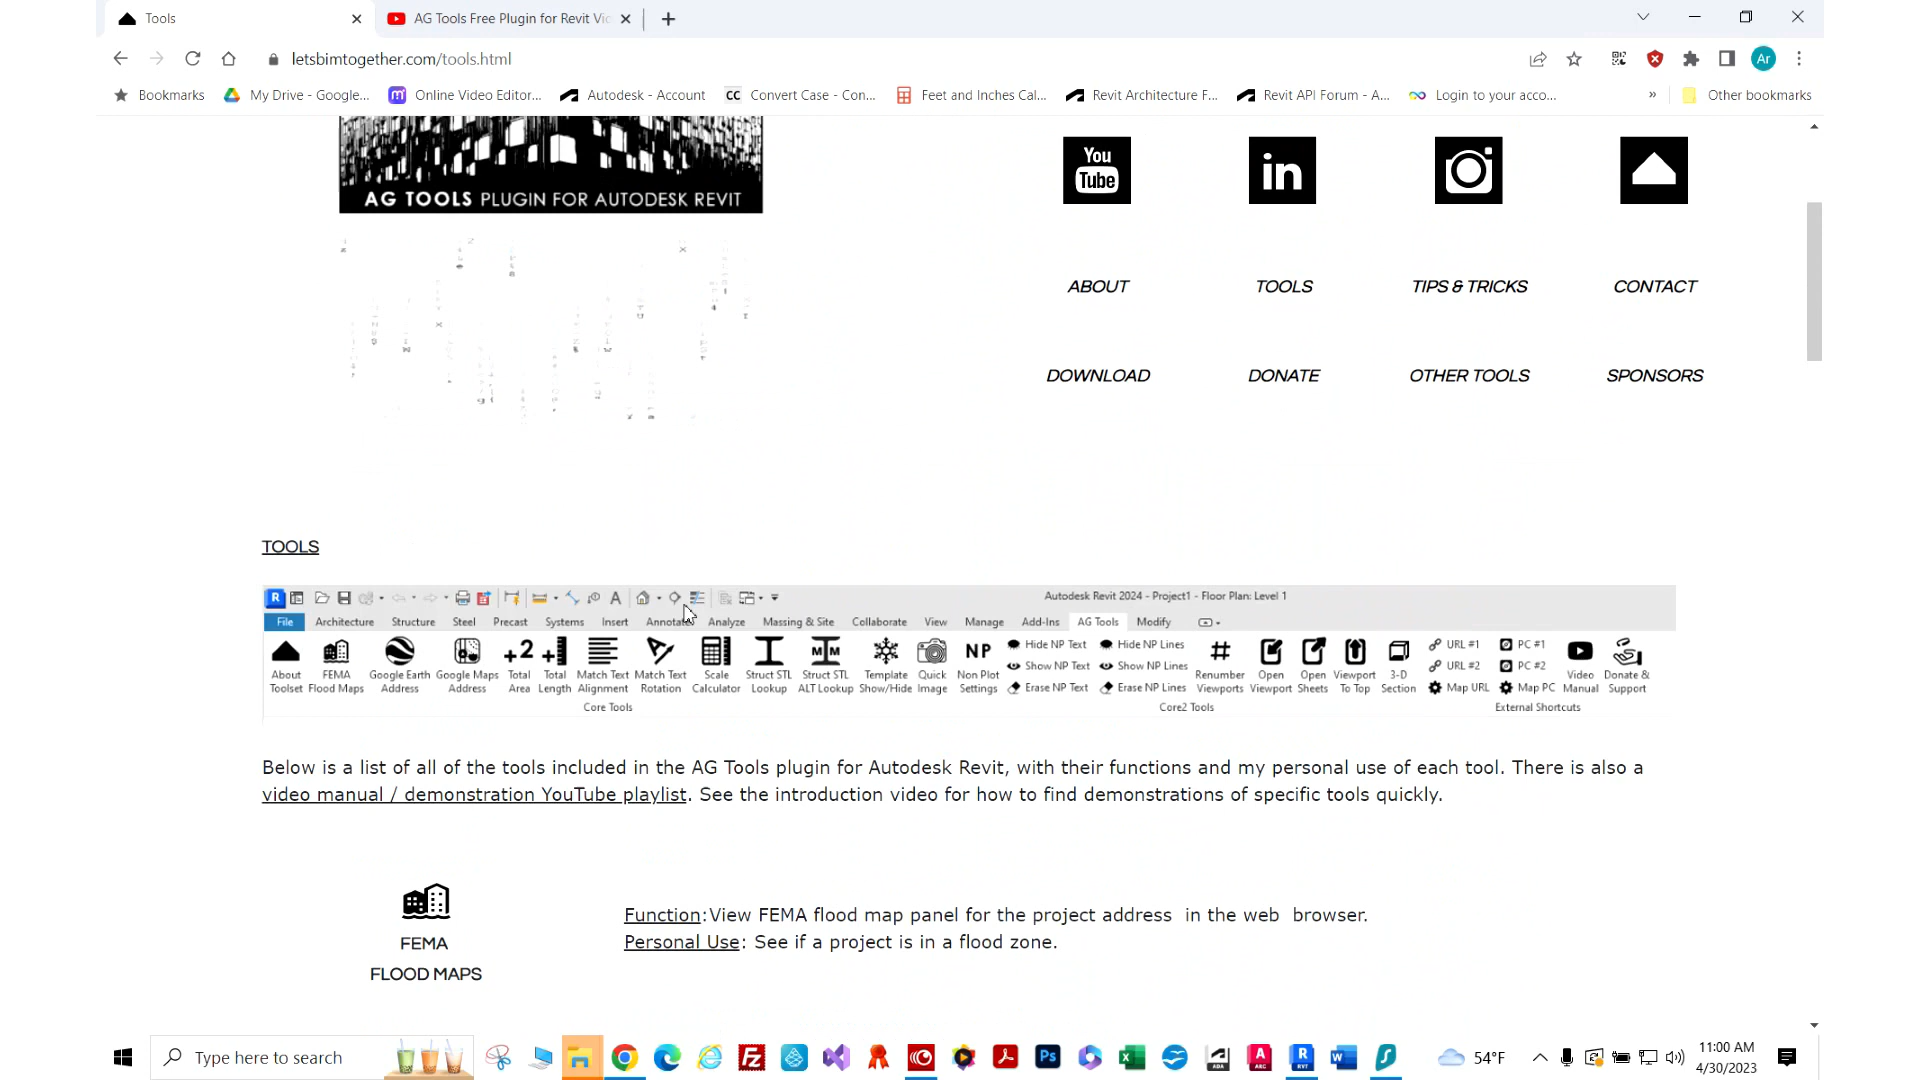 Tools
AG Tools Free Plugin for Revit Vi
letsbimtogether.com/tools.html
Ar
Bookmarks
My Drive - Google...
Online Video Editor...
Autodesk - Account
CC
Convert Case - Con...
Feet and Inches Cal...
Revit Architecture F...
Revit API Forum - A...
Login to your acco...
»
Other bookmarks
AG TOOLS PLUGIN FOR AUTODESK REVIT
You
Tube
in
ABOUT
TOOLS
TIPS & TRICKS
CONTACT
DOWNLOAD
DONATE
OTHER TOOLS
SPONSORS
TOOLS
Autodesk Revit 2024 - Project1 - Floor Plan: Level 1
File Architecture Structure Steel Precast Systems Insert Annotate Analyze Massing & Site Collaborate View Manage Add-Ins AG Tools Modify
About
Toolset
FEMA
Flood Maps
Google Earth
Address
Google Maps
Address
+2
Total
Area
Total
Length
Match Text
Alignment
Match Text
Rotation
Scale
Calculator
Struct STL
Lookup
Struct STL
ALT Lookup
Template
Show/Hide
Quick
Image
NP
Non Plot
Settings
Hide NP Text
Show NP Text
Erase NP Text
Hide NP Lines
Show NP Lines
Erase NP Lines
#
Renumber
Viewports
Open
Viewport
Open
Sheets
Viewport
To Top
3-D
Section
URL #1
URL #2
Map URL
PC #1
PC #2
Map PC
Video
Manual
Donate &
Support
Core Tools
Core2 Tools
External Shortcuts
Below is a list of all of the tools included in the AG Tools plugin for Autodesk Revit, with their functions and my personal use of each tool. There is also a
video manual / demonstration YouTube playlist. See the introduction video for how to find demonstrations of specific tools quickly.
FEMA
FLOOD MAPS
Function:View FEMA flood map panel for the project address in the web browser.
Personal Use: See if a project is in a flood zone.
Type here to search
54°F
11:00 AM
4/30/2023